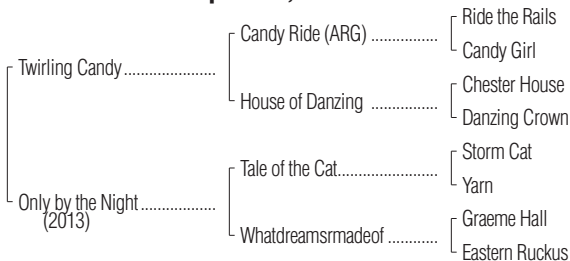 Ride the Rails
Candy Ride (ARG) ................
Candy Girl
Twirling Candy......................
Chester House
House of Danzing ................
Danzing Crown
Storm Cat
Tale of the Cat........................
Yarn
Only by the Night ..................
(2013)
Graeme Hall
Whatdreamsrmadeof ............
Eastern Ruckus